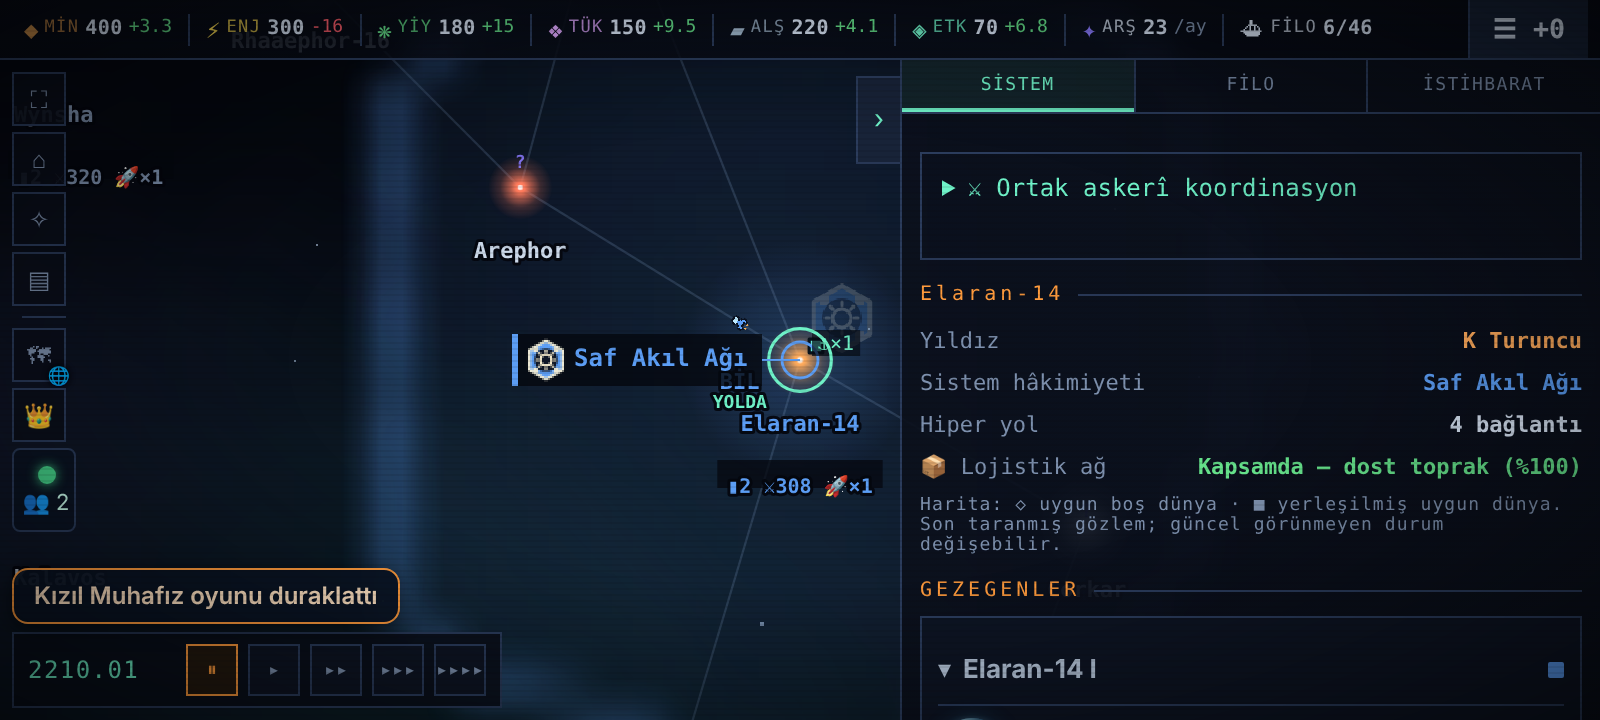 MİN 400 +3.3 ENJ 300 -16 YİY 180 +15 TÜK 150 +9.5 ALŞ 220 +4.1 ETK 70 +6.8 ARŞ 23 /ay FİLO 6/46 ☰ +0
SİSTEM FİLO İSTİHBARAT
Wynsha
320 🚀×1
?
Arephor
Saf Akıl Ağı
×1
BİL
YOLDA
Elaran-14
2 ⚔308 🚀×1
👥 2
Kızıl Muhafız oyunu duraklattı
2210.01
▶ ⚔ Ortak askerî koordinasyon
Elaran-14
Yıldız K Turuncu
Sistem hâkimiyeti Saf Akıl Ağı
Hiper yol 4 bağlantı
📦 Lojistik ağ Kapsamda — dost toprak (%100)
Harita: ◇ uygun boş dünya · ■ yerleşilmiş uygun dünya.
Son taranmış gözlem; güncel görünmeyen durum
değişebilir.
GEZEGENLER
▼ Elaran-14 I